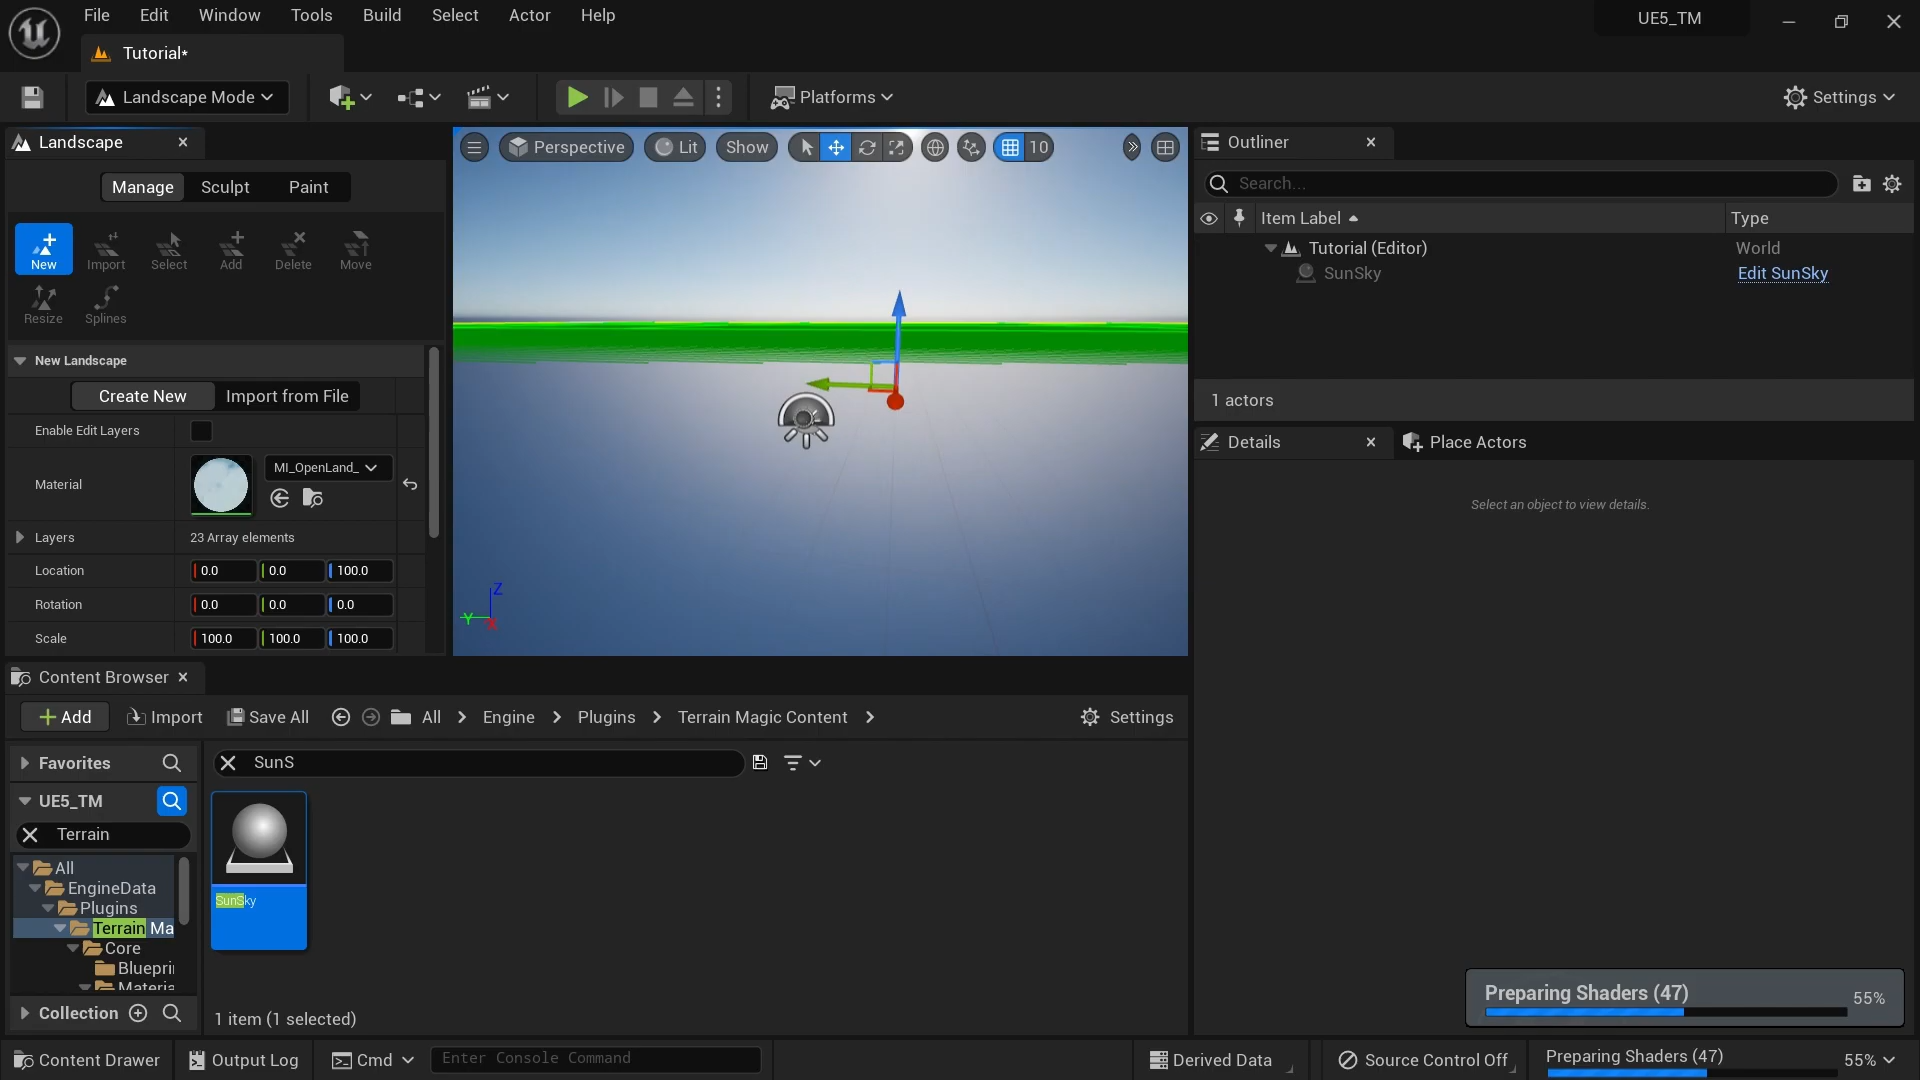 File Edit Window Tools Build Select Actor Help
UE5_TM
Tutorial*
Landscape Mode
Platforms
Settings
Landscape
Manage Sculpt Paint
New Import Select Add Delete Move
Resize Splines
New Landscape
Create New Import from File
Enable Edit Layers
Material MI_OpenLand_
Layers 23 Array elements
Location 0.0 0.0 100.0
Rotation 0.0 0.0 0.0
Scale 100.0 100.0 100.0
Perspective Lit Show 10
Z
Y X
Outliner
Search...
Item Label Type
Tutorial (Editor) World
SunSky Edit SunSky
1 actors
Details Place Actors
Select an object to view details.
Content Browser
Add Import Save All All Engine Plugins Terrain Magic Content Settings
Favorites
UE5_TM
Terrain
All
EngineData
Plugins
Terrain Ma
Core
Blueprin
Materia
Collection
SunS
SunSky
1 item (1 selected)
Preparing Shaders (47) 55%
Content Drawer Output Log Cmd Enter Console Command Derived Data Source Control Off Preparing Shaders (47) 55%